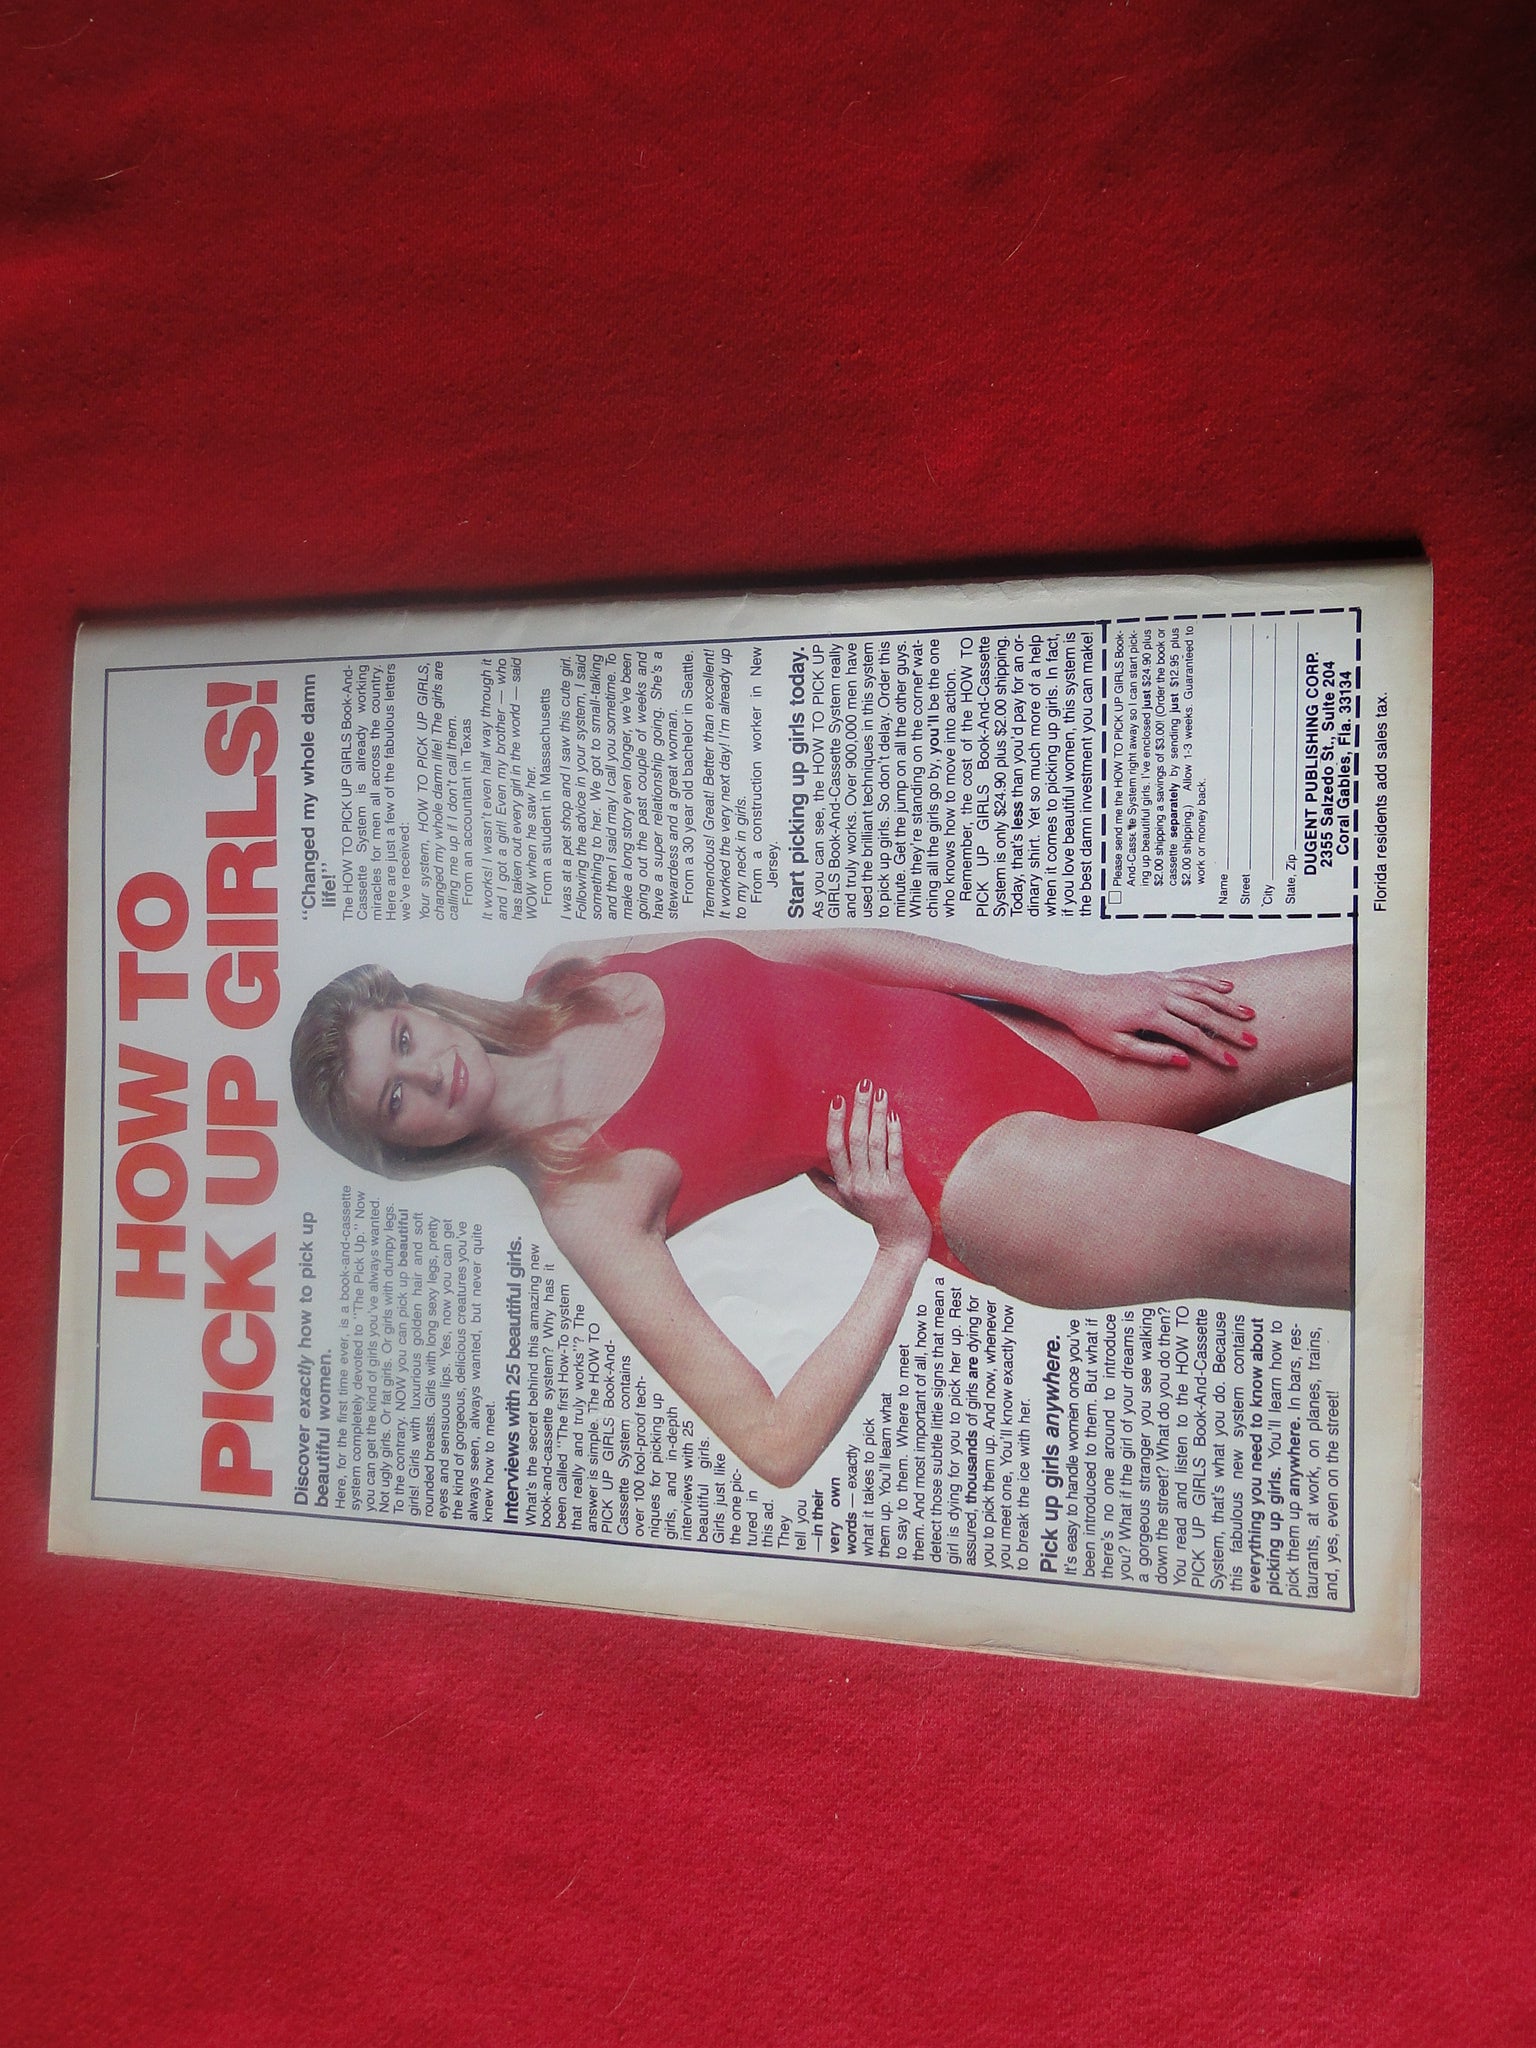 HOW TO
PICK UP GIRLS!
Discover exactly how to pick up
beautiful women.
Here, for the first time ever, is a book-and-cassette
system completely devoted to "The Pick Up." Now
you can get the kind of girls you've always wanted.
Not ugly girls. Or fat girls. Or girls with dumpy legs.
To the contrary. NOW you can pick up beautiful
girls! Girls with luxurious golden hair and soft
rounded breasts. Girls with long sexy legs, pretty
eyes and sensuous lips. Yes, now you can get
the kind of gorgeous, delicious creatures you've
always seen, always wanted, but never quite
knew how to meet.
Interviews with 25 beautiful girls.
What's the secret behind this amazing new
book-and-cassette system? Why has it
been called "The first How-To system
that really and truly works"? The
answer is simple. The HOW TO
PICK UP GIRLS Book-And-
Cassette System contains
over 100 fool-proof tech-
niques for picking up
girls, and in-depth
interviews with 25
beautiful girls.
Girls just like
the one pic-
tured in
this ad.
They
tell you
—in their
very own
words — exactly
what it takes to pick
them up. You'll learn what
to say to them. Where to meet
them. And most important of all, how to
detect those subtle little signs that mean a
girl is dying for you to pick her up. Rest
assured, thousands of girls are dying for
you to pick them up. And now, whenever
you meet one, You'll know exactly how
to break the ice with her.
Pick up girls anywhere.
It's easy to handle women once you've
been introduced to them. But what if
there's no one around to introduce
you? What if the girl of your dreams is
a gorgeous stranger you see walking
down the street? What do you do then?
You read and listen to the HOW TO
PICK UP GIRLS Book-And-Cassette
System, that's what you do. Because
this fabulous new system contains
everything you need to know about
picking up girls. You'll learn how to
pick them up anywhere. In bars, res-
taurants, at work, on planes, trains,
and, yes, even on the street!
"Changed my whole damn
life!"
The HOW TO PICK UP GIRLS Book-And-
Cassette System is already working
miracles for men all across the country.
Here are just a few of the fabulous letters
we've received:
Your system, HOW TO PICK UP GIRLS,
changed my whole damn life! The girls are
calling me up if I don't call them.
From an accountant in Texas
It works! I wasn't even half way through it
and I got a girl! Even my brother — who
has taken out every girl in the world — said
WOW when he saw her.
From a student in Massachusetts
I was at a pet shop and I saw this cute girl.
Following the advice in your system, I said
something to her. We got to small-talking
and then I said may I call you sometime. To
make a long story even longer, we've been
going out the past couple of weeks and
have a super relationship going. She's a
stewardess and a great woman.
From a 30 year old bachelor in Seattle.
Tremendous! Great! Better than excellent!
It worked the very next day! I'm already up
to my neck in girls.
From a construction worker in New
Jersey.
Start picking up girls today.
As you can see, the HOW TO PICK UP
GIRLS Book-And-Cassette System really
and truly works. Over 900,000 men have
used the brilliant techniques in this system
to pick up girls. So don't delay. Order this
minute. Get the jump on all the other guys.
While they're standing on the corner wat-
ching all the girls go by, you'll be the one
who knows how to move into action.
Remember, the cost of the HOW TO
PICK UP GIRLS Book-And-Cassette
System is only $24.90 plus $2.00 shipping.
Today, that's less than you'd pay for an or-
dinary shirt. Yet so much more of a help
when it comes to picking up girls. In fact,
if you love beautiful women, this system is
the best damn investment you can make!
Please send me the HOW TO PICK UP GIRLS Book-
And-Cassette System right away so I can start pick-
ing up beautiful girls. I've enclosed just $24.90 plus
$2.00 shipping a savings of $3.00! (Order the book or
cassette separately by sending just $12.95 plus
$2.00 shipping.) Allow 1-3 weeks. Guaranteed to
work or money back.
Name
Street
City
State, Zip
DUGENT PUBLISHING CORP.
2355 Salzedo St., Suite 204
Coral Gables, Fla. 33134
Florida residents add sales tax.